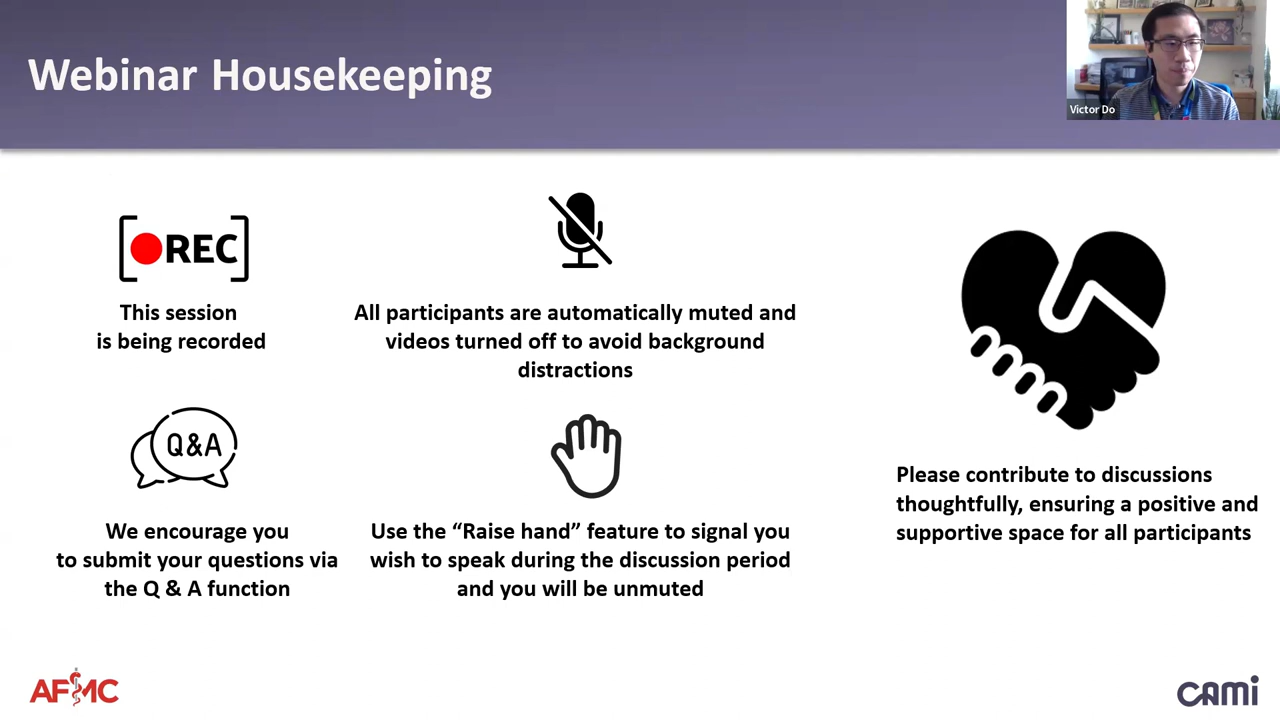 Webinar Housekeeping
Victor Do
REC
This session
is being recorded
All participants are automatically muted and
videos turned off to avoid background
distractions
Q&A
We encourage you
to submit your questions via
the Q & A function
Use the “Raise hand” feature to signal you
wish to speak during the discussion period
and you will be unmuted
Please contribute to discussions
thoughtfully, ensuring a positive and
supportive space for all participants
AFMC
CAMI